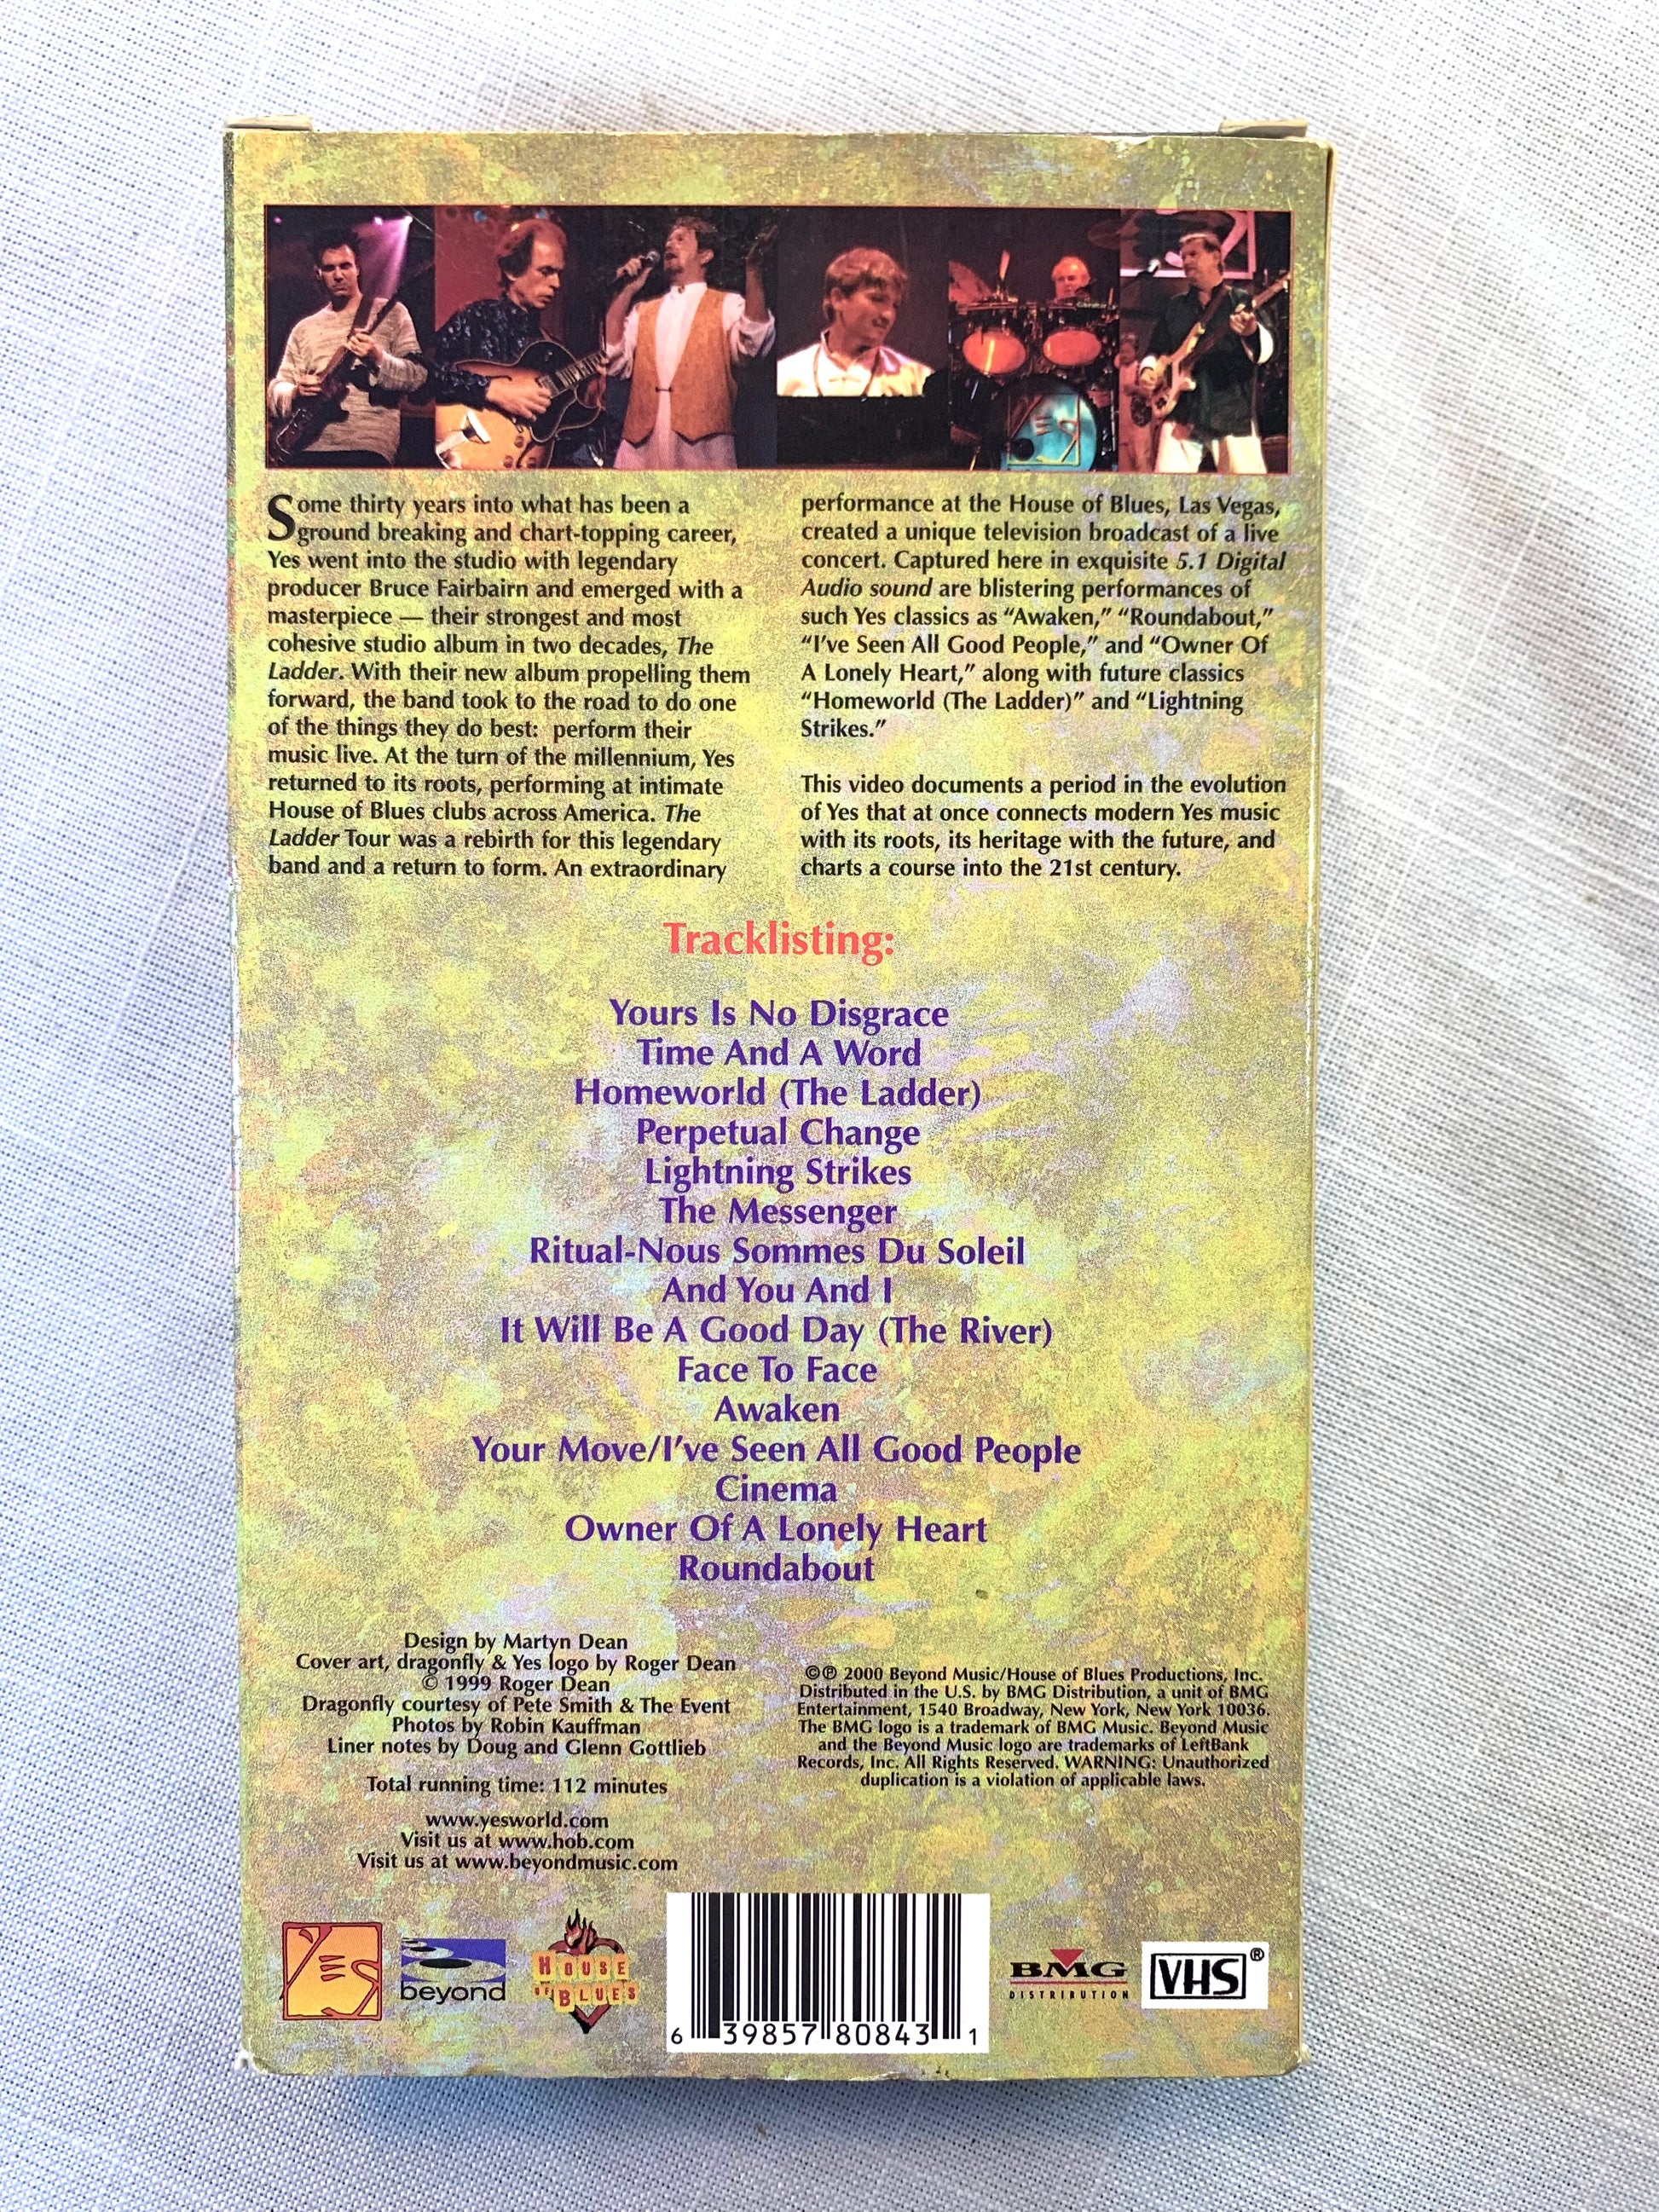 Some thirty years into what has been a
ground breaking and chart-topping career,
Yes went into the studio with legendary
producer Bruce Fairbairn and emerged with a
masterpiece — their strongest and most
cohesive studio album in two decades, The
Ladder. With their new album propelling them
forward, the band took to the road to do one
of the things they do best:  perform their
music live. At the turn of the millennium, Yes
returned to its roots, performing at intimate
House of Blues clubs across America. The
Ladder Tour was a rebirth for this legendary
band and a return to form. An extraordinary
performance at the House of Blues, Las Vegas,
created a unique television broadcast of a live
concert. Captured here in exquisite 5.1 Digital
Audio sound are blistering performances of
such Yes classics as “Awaken,” “Roundabout,”
“I’ve Seen All Good People,” and “Owner Of
A Lonely Heart,” along with future classics
“Homeworld (The Ladder)” and “Lightning
Strikes.”
This video documents a period in the evolution
of Yes that at once connects modern Yes music
with its roots, its heritage with the future, and
charts a course into the 21st century.
Tracklisting:
Yours Is No Disgrace
Time And A Word
Homeworld (The Ladder)
Perpetual Change
Lightning Strikes
The Messenger
Ritual-Nous Sommes Du Soleil
And You And I
It Will Be A Good Day (The River)
Face To Face
Awaken
Your Move/I’ve Seen All Good People
Cinema
Owner Of A Lonely Heart
Roundabout
Design by Martyn Dean
Cover art, dragonfly & Yes logo by Roger Dean
© 1999 Roger Dean
Dragonfly courtesy of Pete Smith & The Event
Photos by Robin Kauffman
Liner notes by Doug and Glenn Gottlieb
Total running time: 112 minutes
www.yesworld.com
Visit us at www.hob.com
Visit us at www.beyondmusic.com
©℗ 2000 Beyond Music/House of Blues Productions, Inc.
Distributed in the U.S. by BMG Distribution, a unit of BMG
Entertainment, 1540 Broadway, New York, New York 10036.
The BMG logo is a trademark of BMG Music. Beyond Music
and the Beyond Music logo are trademarks of LeftBank
Records, Inc. All Rights Reserved. WARNING: Unauthorized
duplication is a violation of applicable laws.
YES
beyond
HOUSE
OF BLUES
6 39857 80843 1
BMG
DISTRIBUTION
VHS®